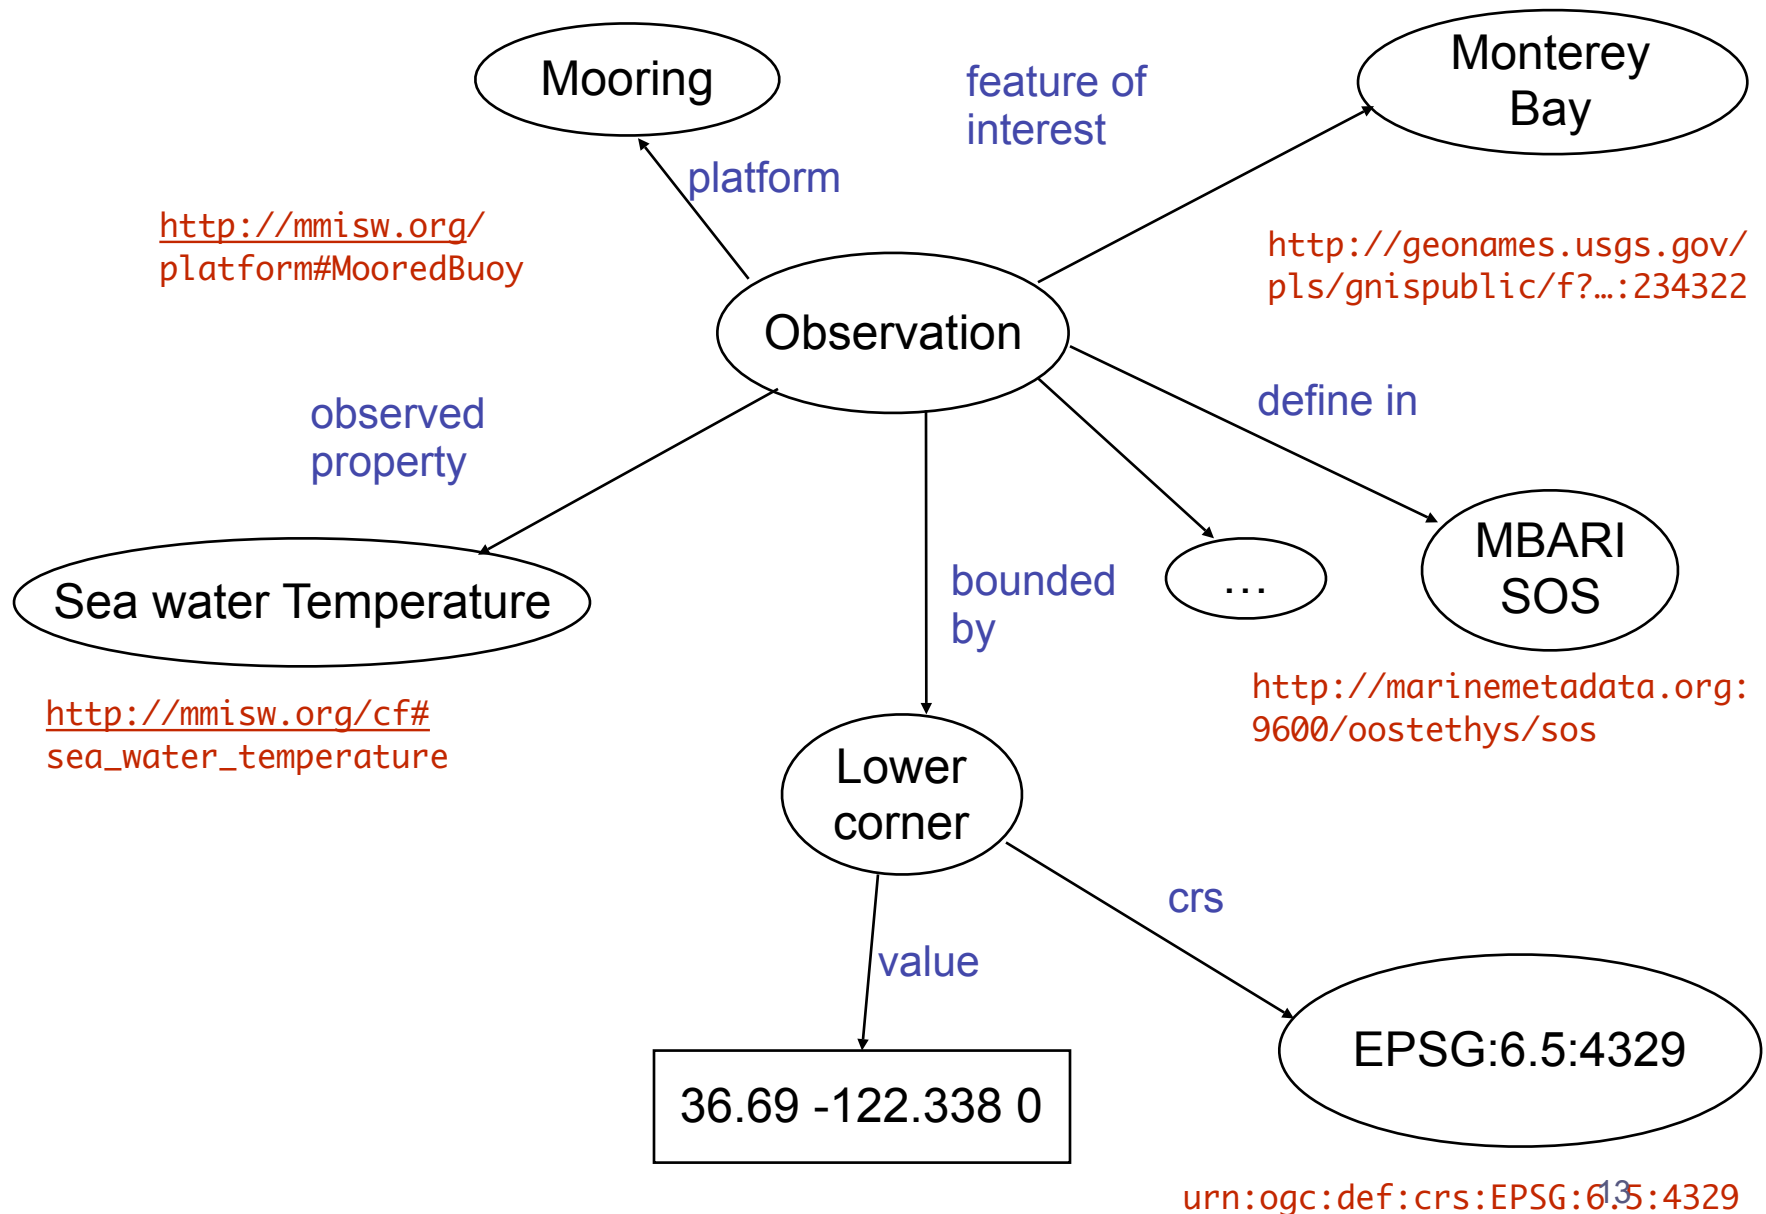 Mooring
feature of
interest
Monterey
Bay
platform
http://mmisw.org/
platform#MooredBuoy
http://geonames.usgs.gov/
pls/gnispublic/f?…:234322
Observation
observed
property
define in
Sea water Temperature
bounded
by
…
MBARI
SOS
http://mmisw.org/cf#
sea_water_temperature
http://marinemetadata.org:
9600/oostethys/sos
Lower
corner
crs
value
36.69 -122.338 0
EPSG:6.5:4329
urn:ogc:def:crs:EPSG:6.5:4329
13